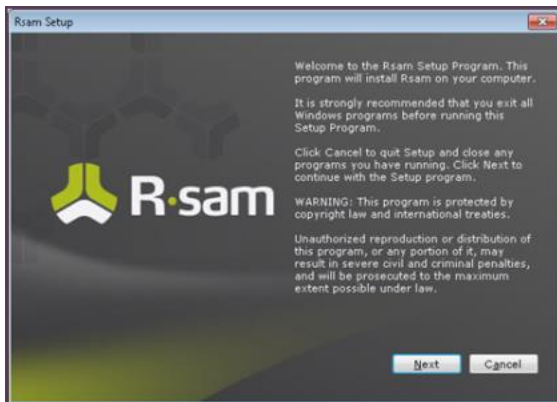 Rsam Setup
Welcome to the Rsam Setup Program. This
program will install Rsam on your computer.
It is strongly recommended that you exit all
Windows programs before running this
Setup Program.
Click Cancel to quit Setup and close any
programs you have running. Click Next to
continue with the Setup program.
WARNING: This program is protected by
copyright law and international treaties.
Unauthorized reproduction or distribution of
this program, or any portion of it, may
result in severe civil and criminal penalties,
and will be prosecuted to the maximum
extent possible under law.
R·sam
Next
Cancel